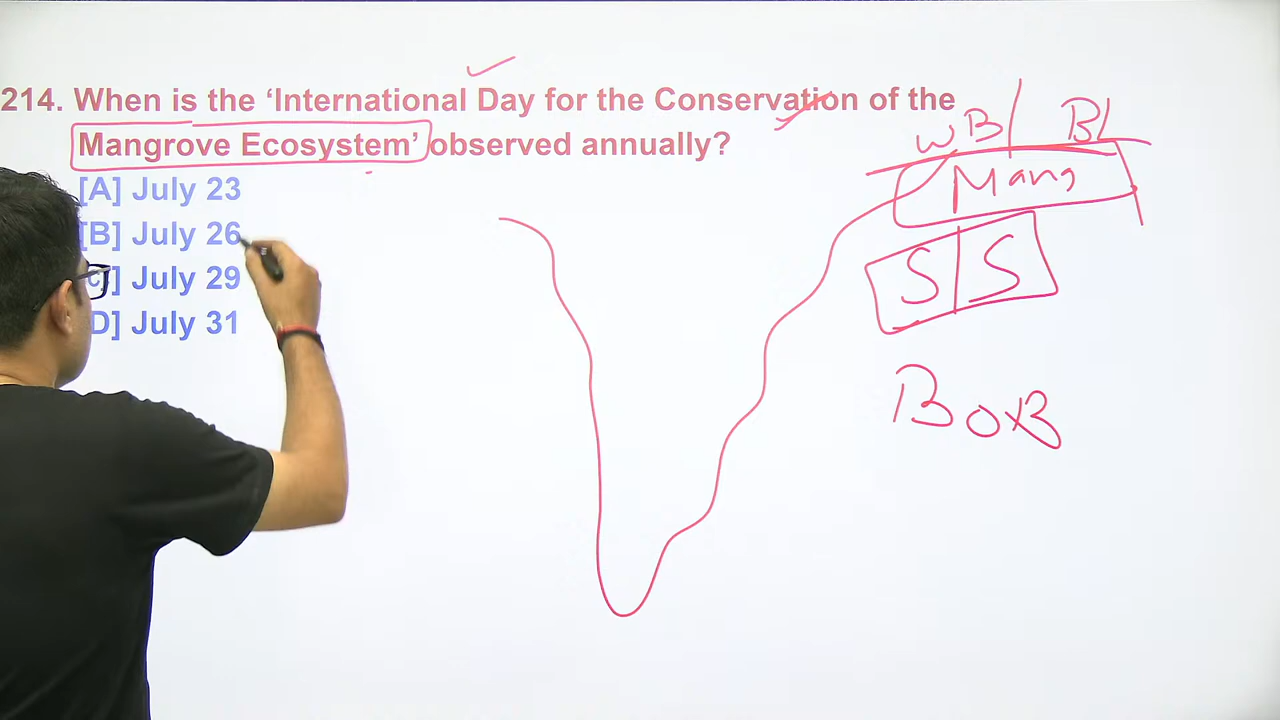 214. When is the ‘International Day for the Conservation of the
Mangrove Ecosystem’ observed annually?
[A] July 23
[B] July 26
[C] July 29
[D] July 31
WB BL
Mang
S S